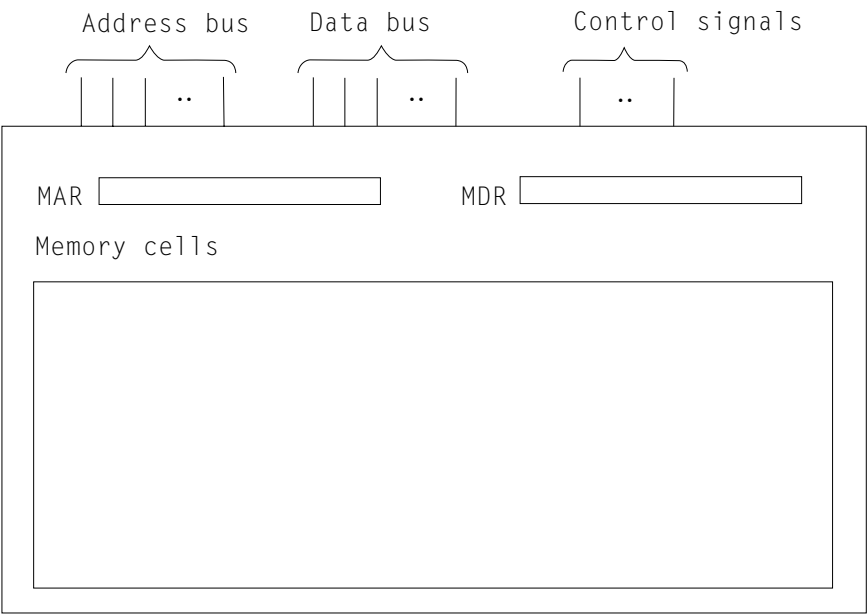 Address bus Data bus Control signals
.. .. ..
MAR MDR
Memory cells